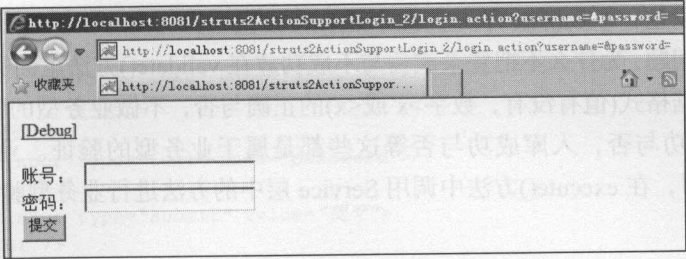 http://localhost:8081/struts2ActionSupportLogin_2/login.action?username=&password= -
http://localhost:8081/struts2ActionSupportLogin_2/login.action?username=&password=
收藏夹
http://localhost:8081/struts2ActionSuppor...
[Debug]
账号:
密码:
提交